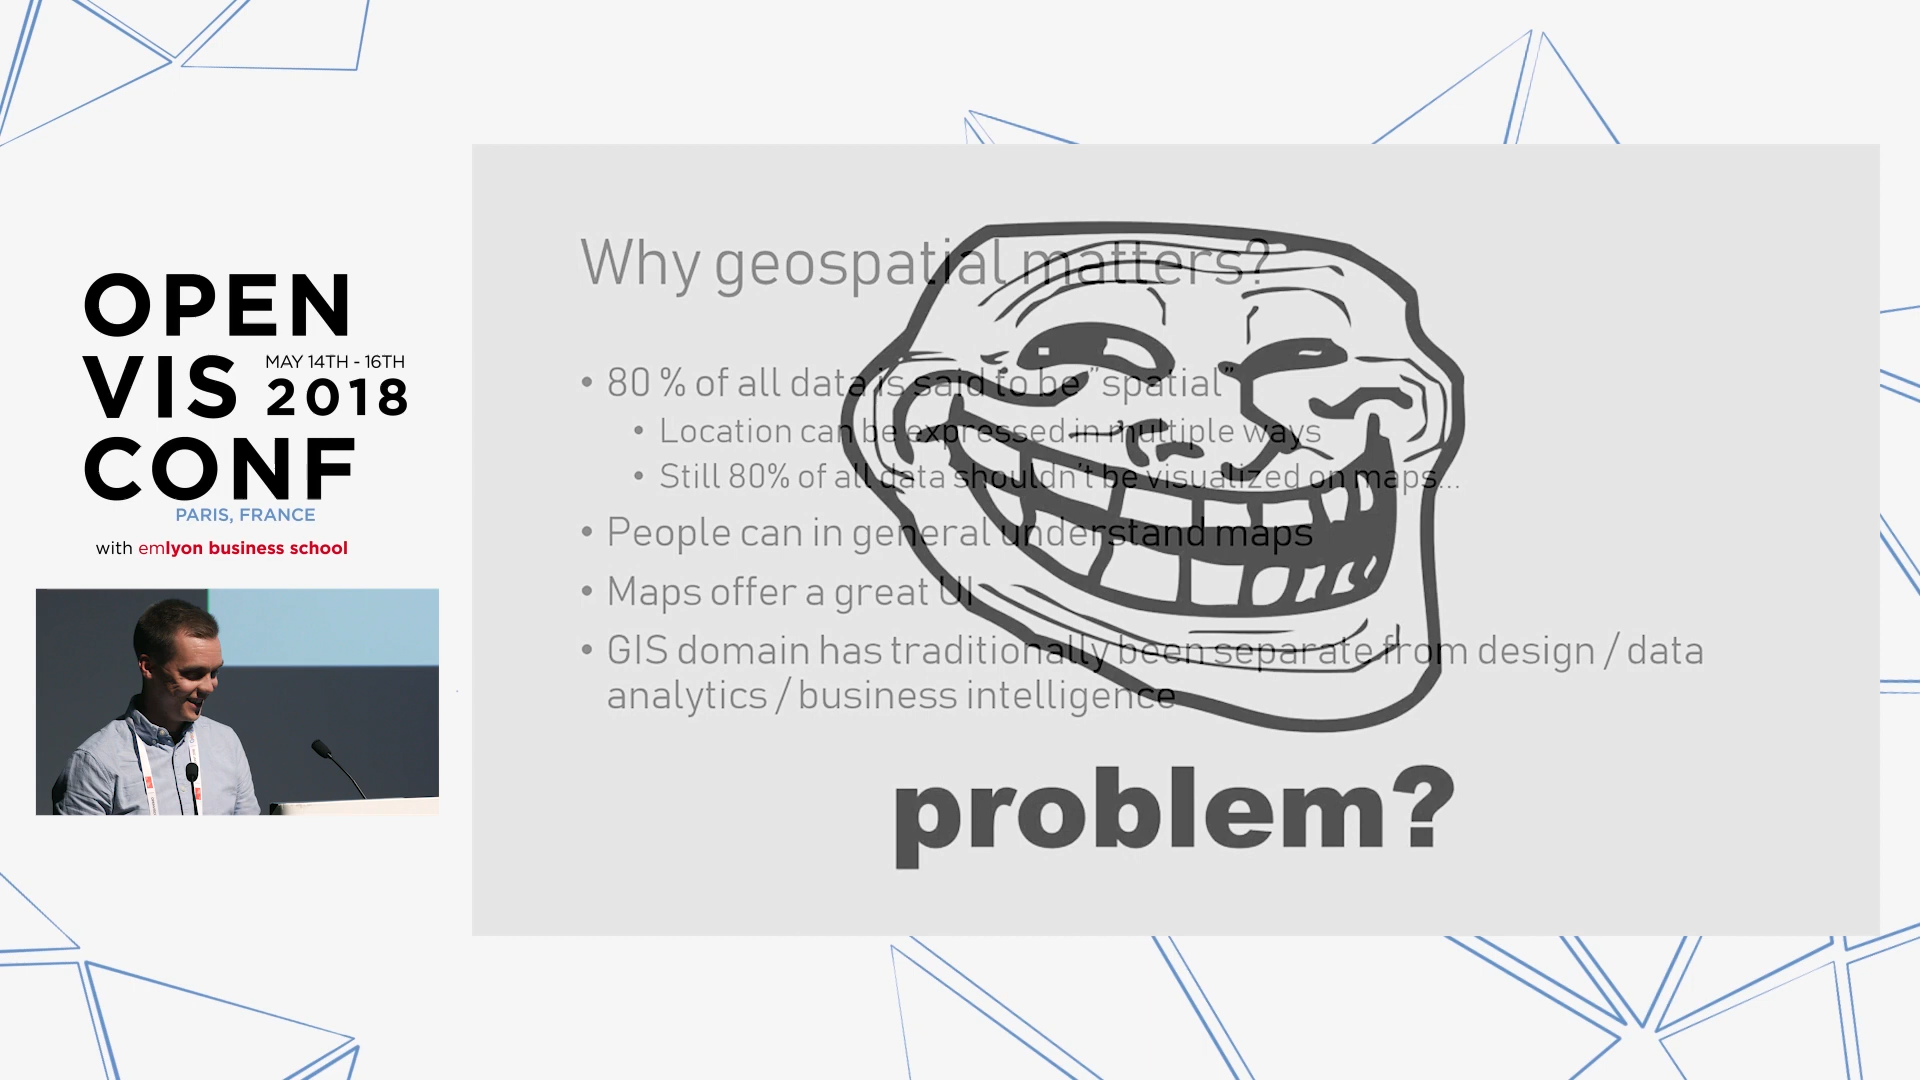 OPEN
VIS
MAY 14TH - 16TH
2018
CONF
PARIS, FRANCE
with emlyon business school
Why geospatial matters?
• 80 % of all data is said to be "spatial"
• Location can be expressed in multiple ways
• Still 80% of all data shouldn't be visualized on maps...
• People can in general understand maps
• Maps offer a great UI
• GIS domain has traditionally been separate from design / data
analytics / business intelligence
problem?